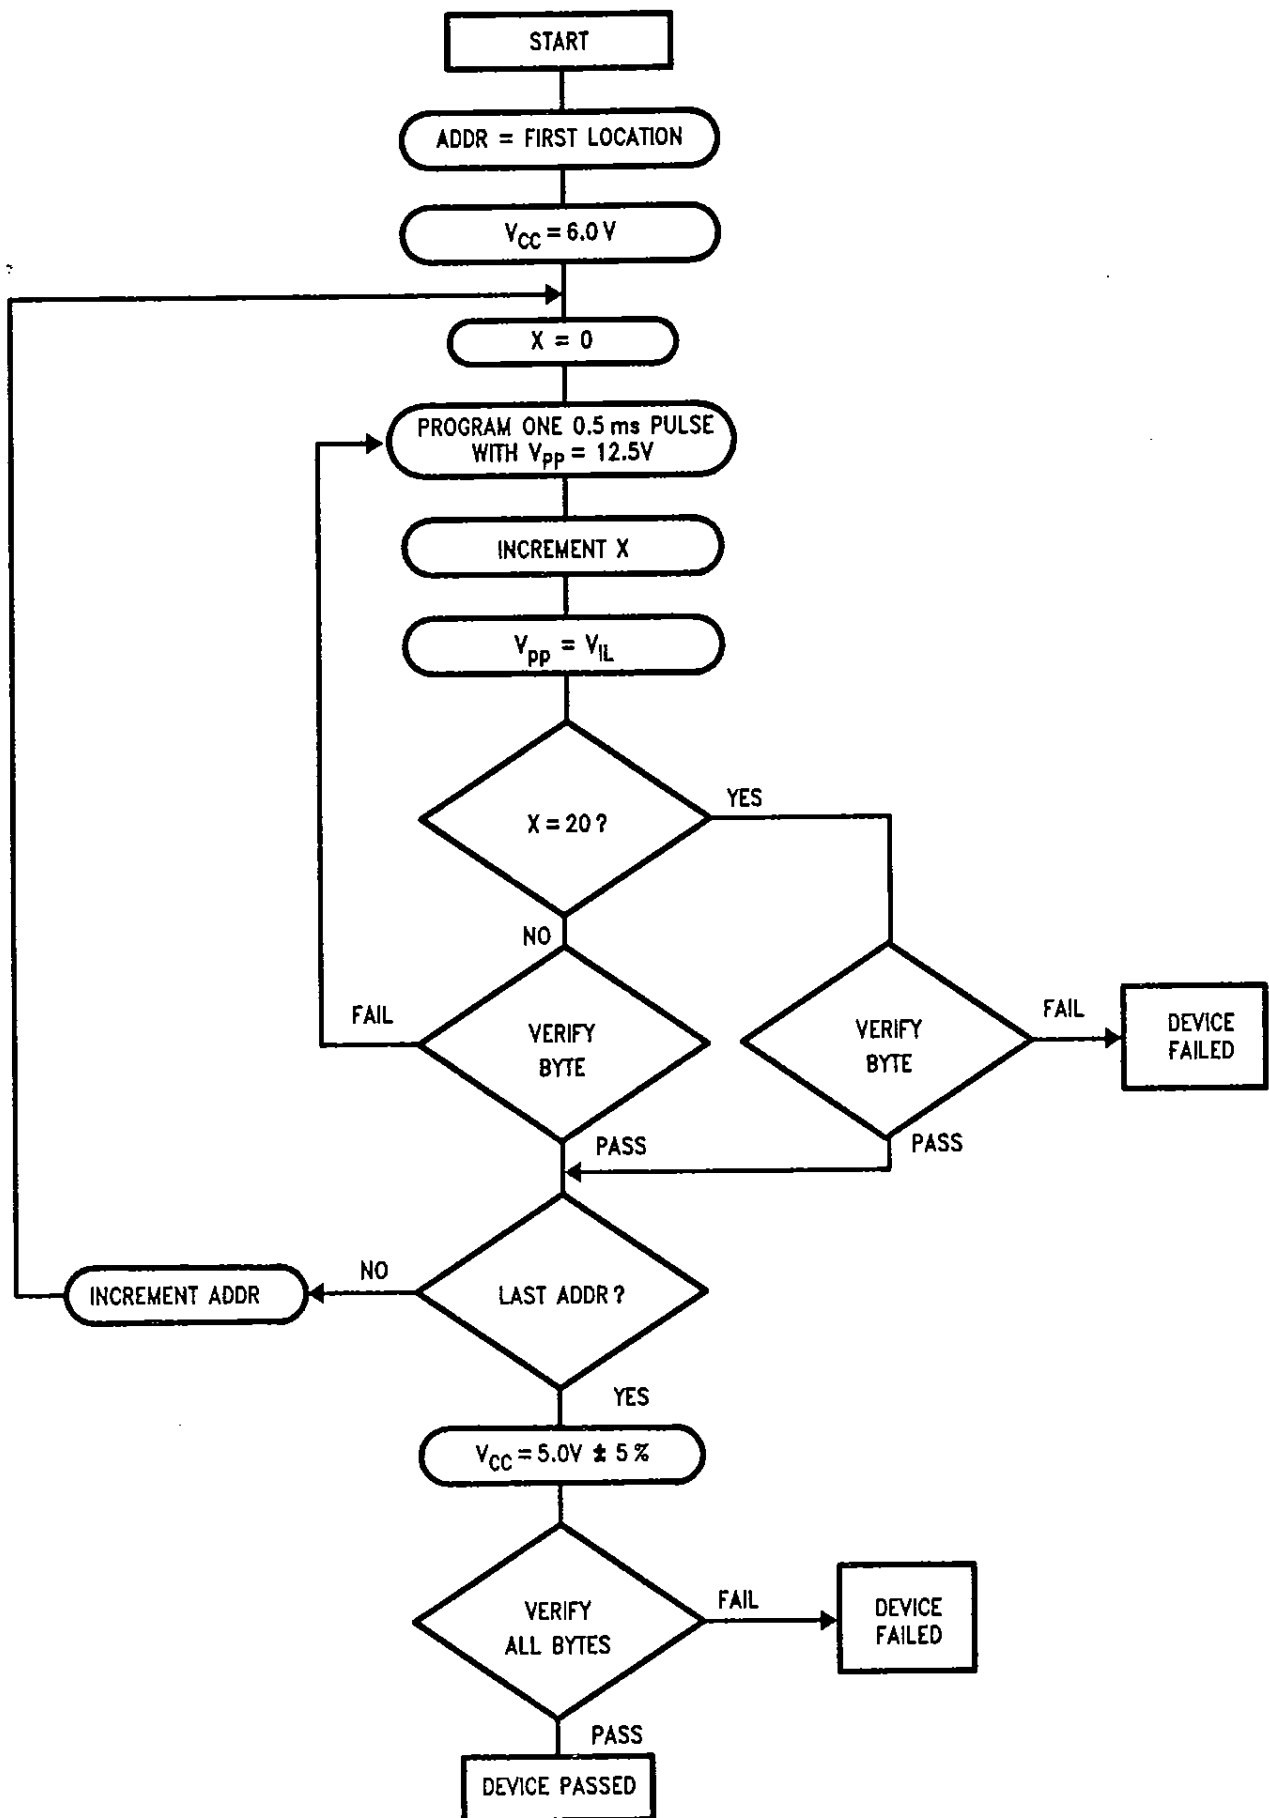 START
ADDR = FIRST LOCATION
VCC = 6.0 V
X = 0
PROGRAM ONE 0.5 ms PULSE
WITH Vpp = 12.5V
INCREMENT X
Vpp = VIL
X = 20 ?
YES
NO
FAIL
VERIFY
BYTE
VERIFY
BYTE
FAIL
DEVICE
FAILED
PASS
PASS
INCREMENT ADDR
NO
LAST ADDR ?
YES
VCC = 5.0V ± 5 %
VERIFY
ALL BYTES
FAIL
DEVICE
FAILED
PASS
DEVICE PASSED